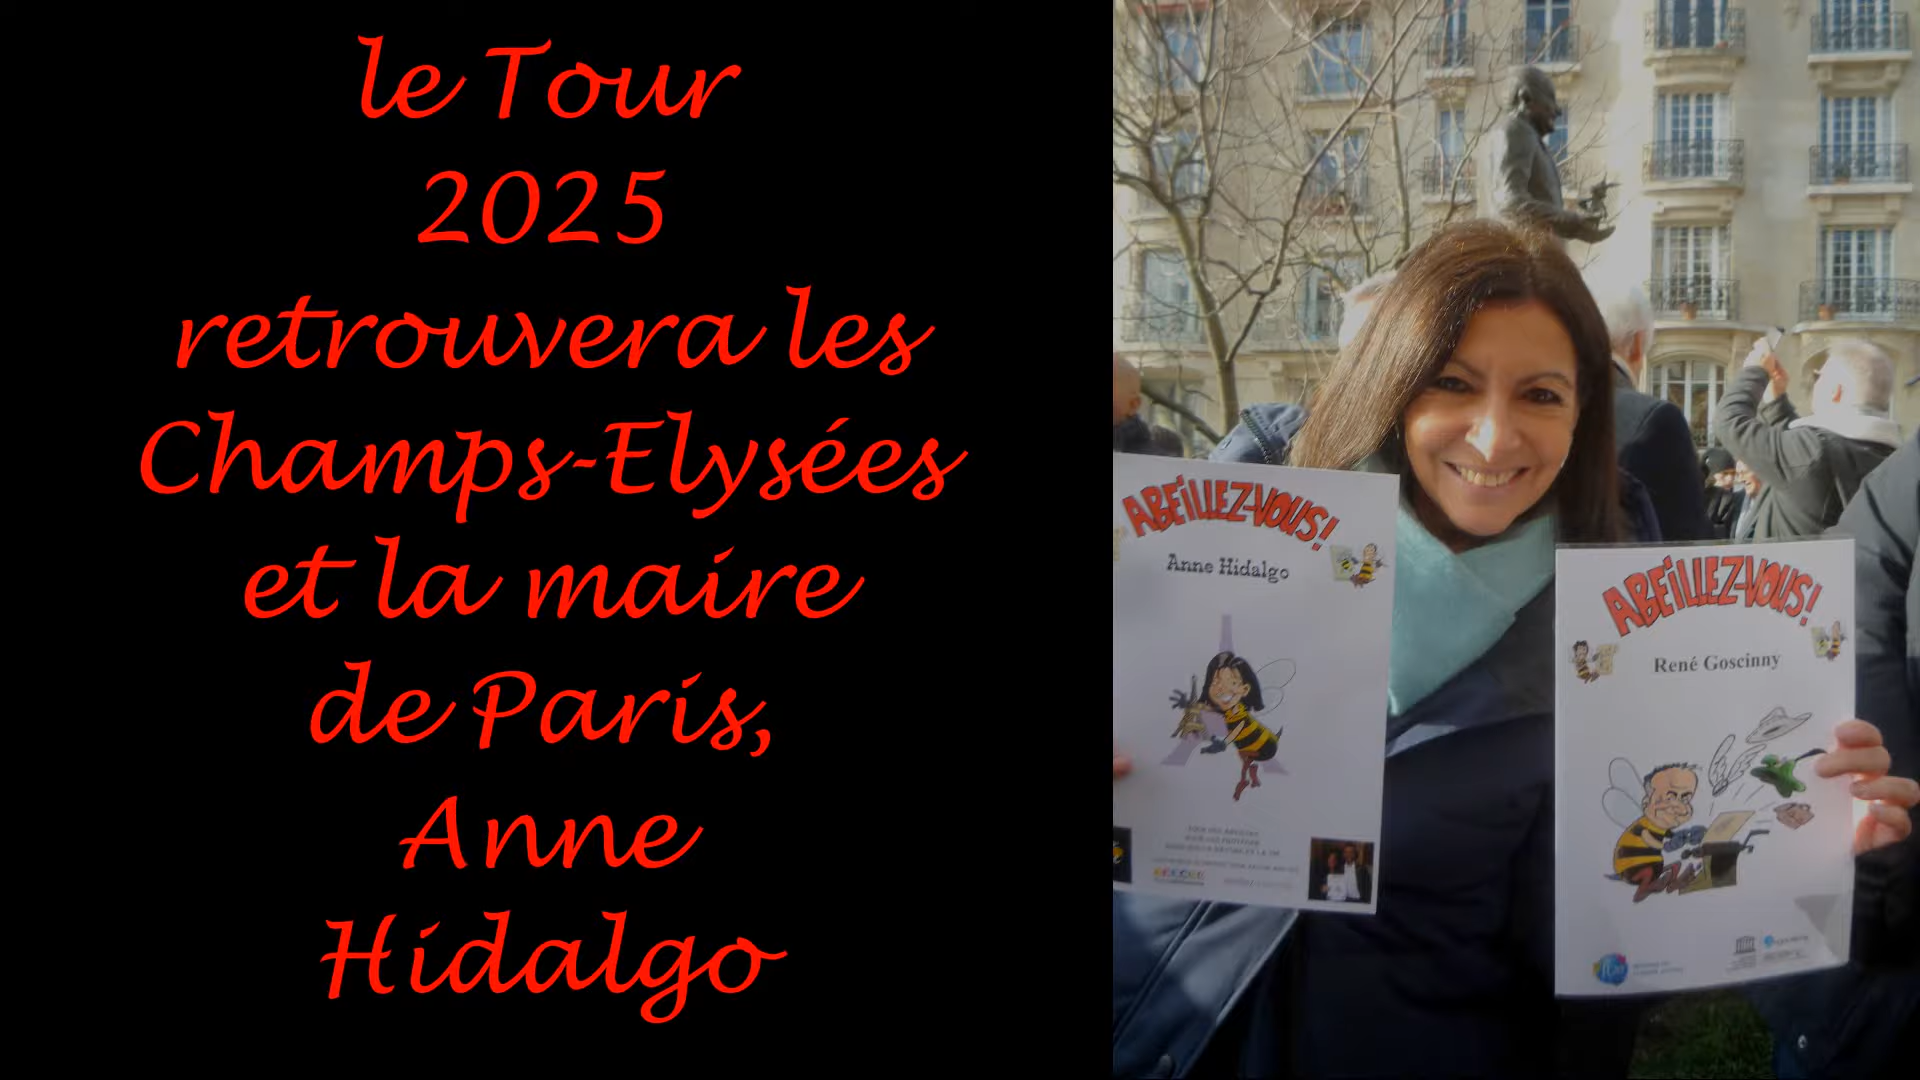 le Tour
2025
retrouvera les
Champs-Elysées
et la maire
de Paris,
Anne
Hidalgo
ABEILLEZ-VOUS!
Anne Hidalgo
ABEILLEZ-VOUS!
René Goscinny